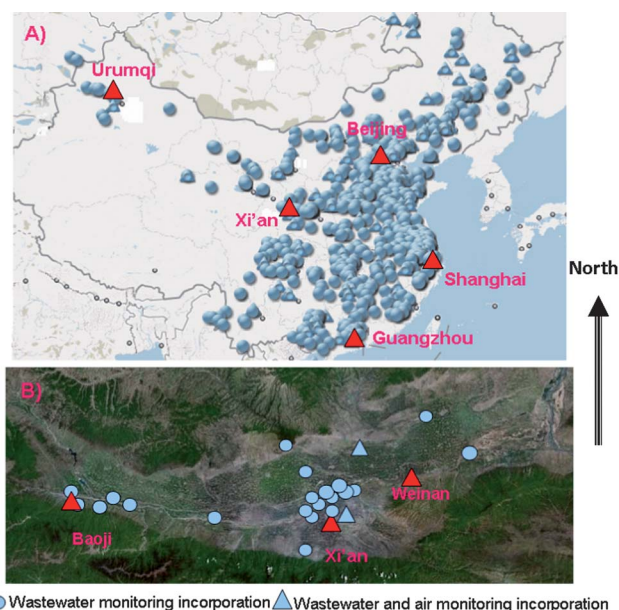 A)
Urumqi
Beijing
Xi'an
Shanghai
North
Guangzhou
B)
Weinan
Baoji
Xi'an
Wastewater monitoring incorporation Wastewater and air monitoring incorporation